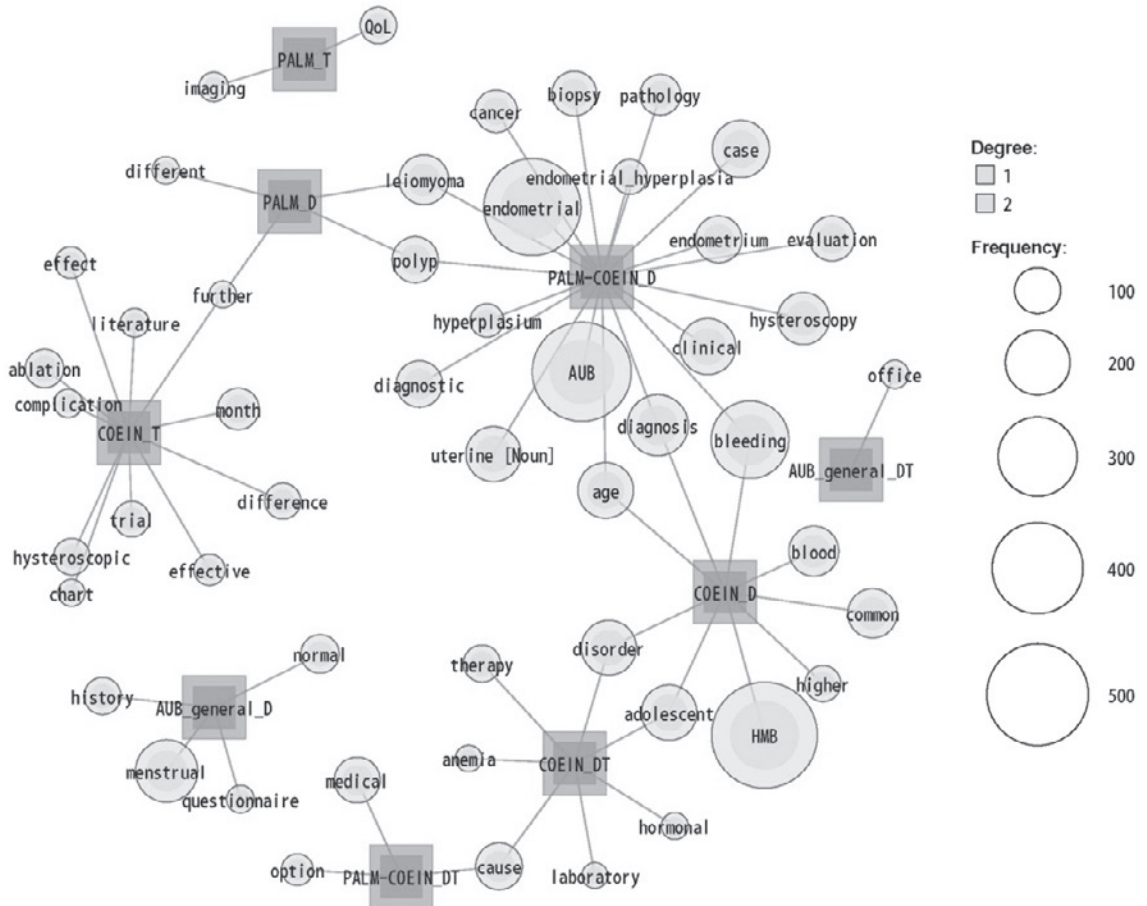 QoL
PALM_T
imaging
cancer
biopsy
pathology
case
different
leiomyoma
endometrial_hyperplasia
PALM_D
endometrial
endometrium
evaluation
polyp
PALM-COEIN_D
effect
further
literature
hyperplasium
hysteroscopy
clinical
ablation
diagnostic
AUB
office
complication
month
COEIN_T
diagnosis
bleeding
uterine [Noun]
AUB_general_DT
age
difference
trial
hysteroscopic
effective
chart
blood
COEIN_D
common
normal
therapy
disorder
higher
history
AUB_general_D
adolescent
HMB
menstrual
anemia
COEIN_DT
medical
questionnaire
hormonal
option
PALM-COEIN_DT
cause
laboratory
Degree:
1
2
Frequency:
100
200
300
400
500